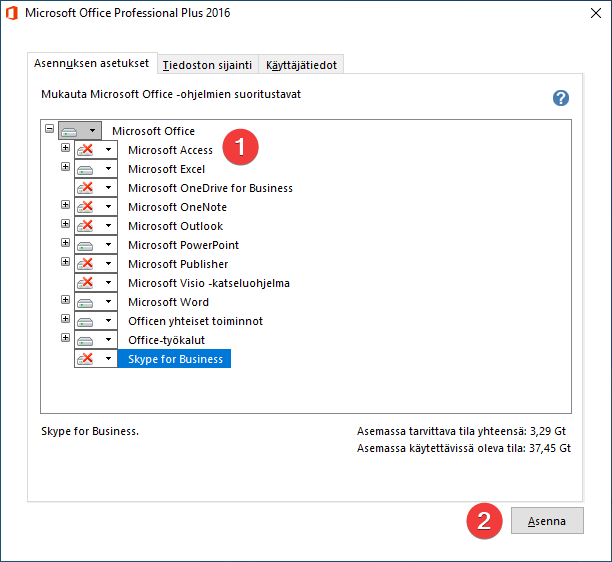 Microsoft Office Professional Plus 2016
Asennuksen asetukset
Tiedoston sijainti
Käyttäjätiedot
Mukauta Microsoft Office -ohjelmien suoritustavat
?
Microsoft Office
1
Microsoft Access
Microsoft Excel
Microsoft OneDrive for Business
Microsoft OneNote
Microsoft Outlook
Microsoft PowerPoint
Microsoft Publisher
Microsoft Visio -katseluohjelma
Microsoft Word
Officen yhteiset toiminnot
Office-työkalut
Skype for Business
Skype for Business.
Asemassa tarvittava tila yhteensä: 3,29 Gt
Asemassa käytettävissä oleva tila: 37,45 Gt
2
Asenna